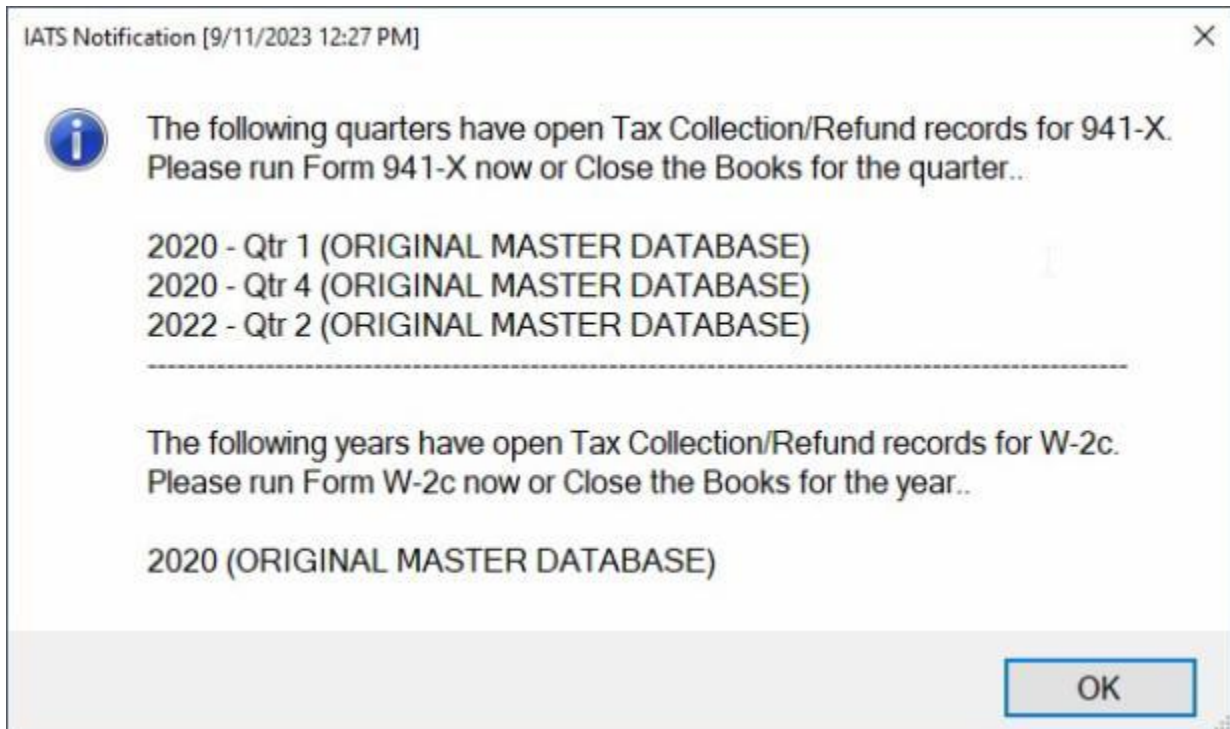 IATS Notification [9/11/2023 12:27 PM]
The following quarters have open Tax Collection/Refund records for 941-X.
Please run Form 941-X now or Close the Books for the quarter..
2020 - Qtr 1 (ORIGINAL MASTER DATABASE)
2020 - Qtr 4 (ORIGINAL MASTER DATABASE)
2022 - Qtr 2 (ORIGINAL MASTER DATABASE)
The following years have open Tax Collection/Refund records for W-2c.
Please run Form W-2c now or Close the Books for the year..
2020 (ORIGINAL MASTER DATABASE)
OK